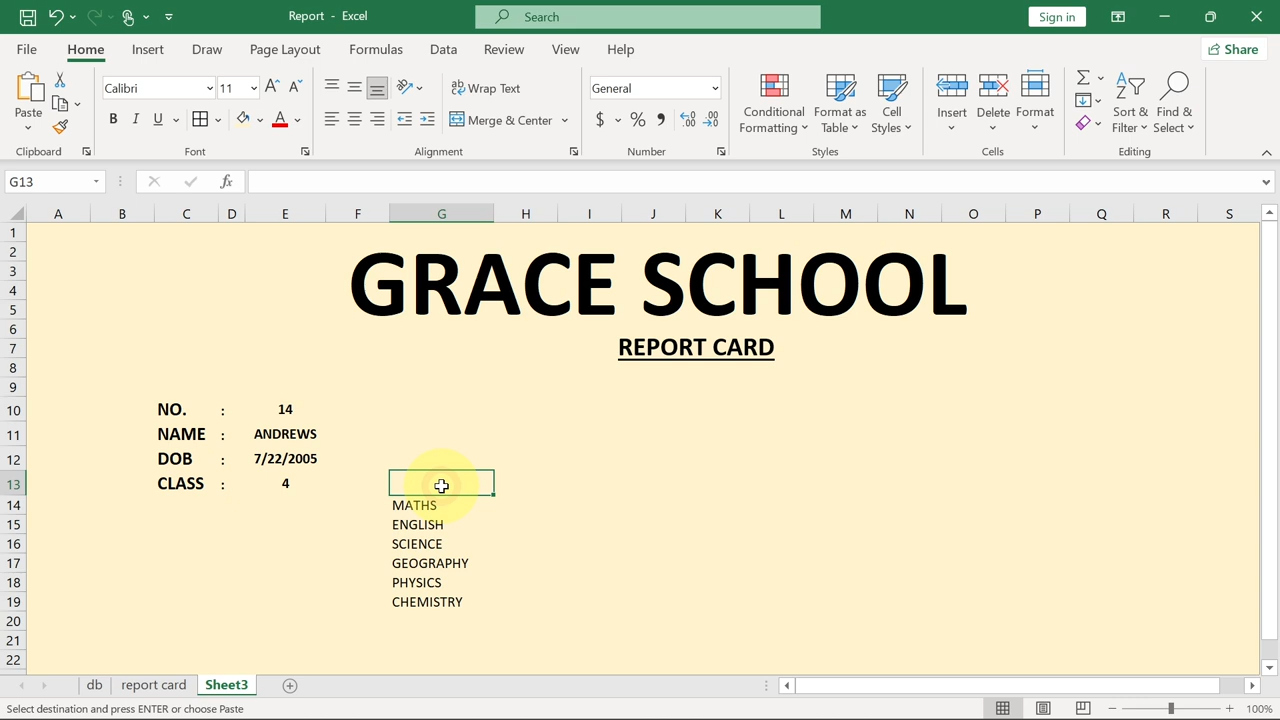 Report - Excel
Search
Sign in
File Home Insert Draw Page Layout Formulas Data Review View Help
Share
Paste
Calibri 11
B I U
A
Wrap Text
Merge & Center
General
$ %
Conditional Formatting
Format as Table
Cell Styles
Insert
Delete
Format
Sort & Filter
Find & Select
Clipboard Font Alignment Number Styles Cells Editing
G13
fx
A B C D E F G H I J K L M N O P Q R S
1
2
3
4
5
6
7
8
9
10
11
12
13
14
15
16
17
18
19
20
21
22
GRACE SCHOOL
REPORT CARD
NO. : 14
NAME : ANDREWS
DOB : 7/22/2005
CLASS : 4
MATHS
ENGLISH
SCIENCE
GEOGRAPHY
PHYSICS
CHEMISTRY
db report card Sheet3
Select destination and press ENTER or choose Paste
100%